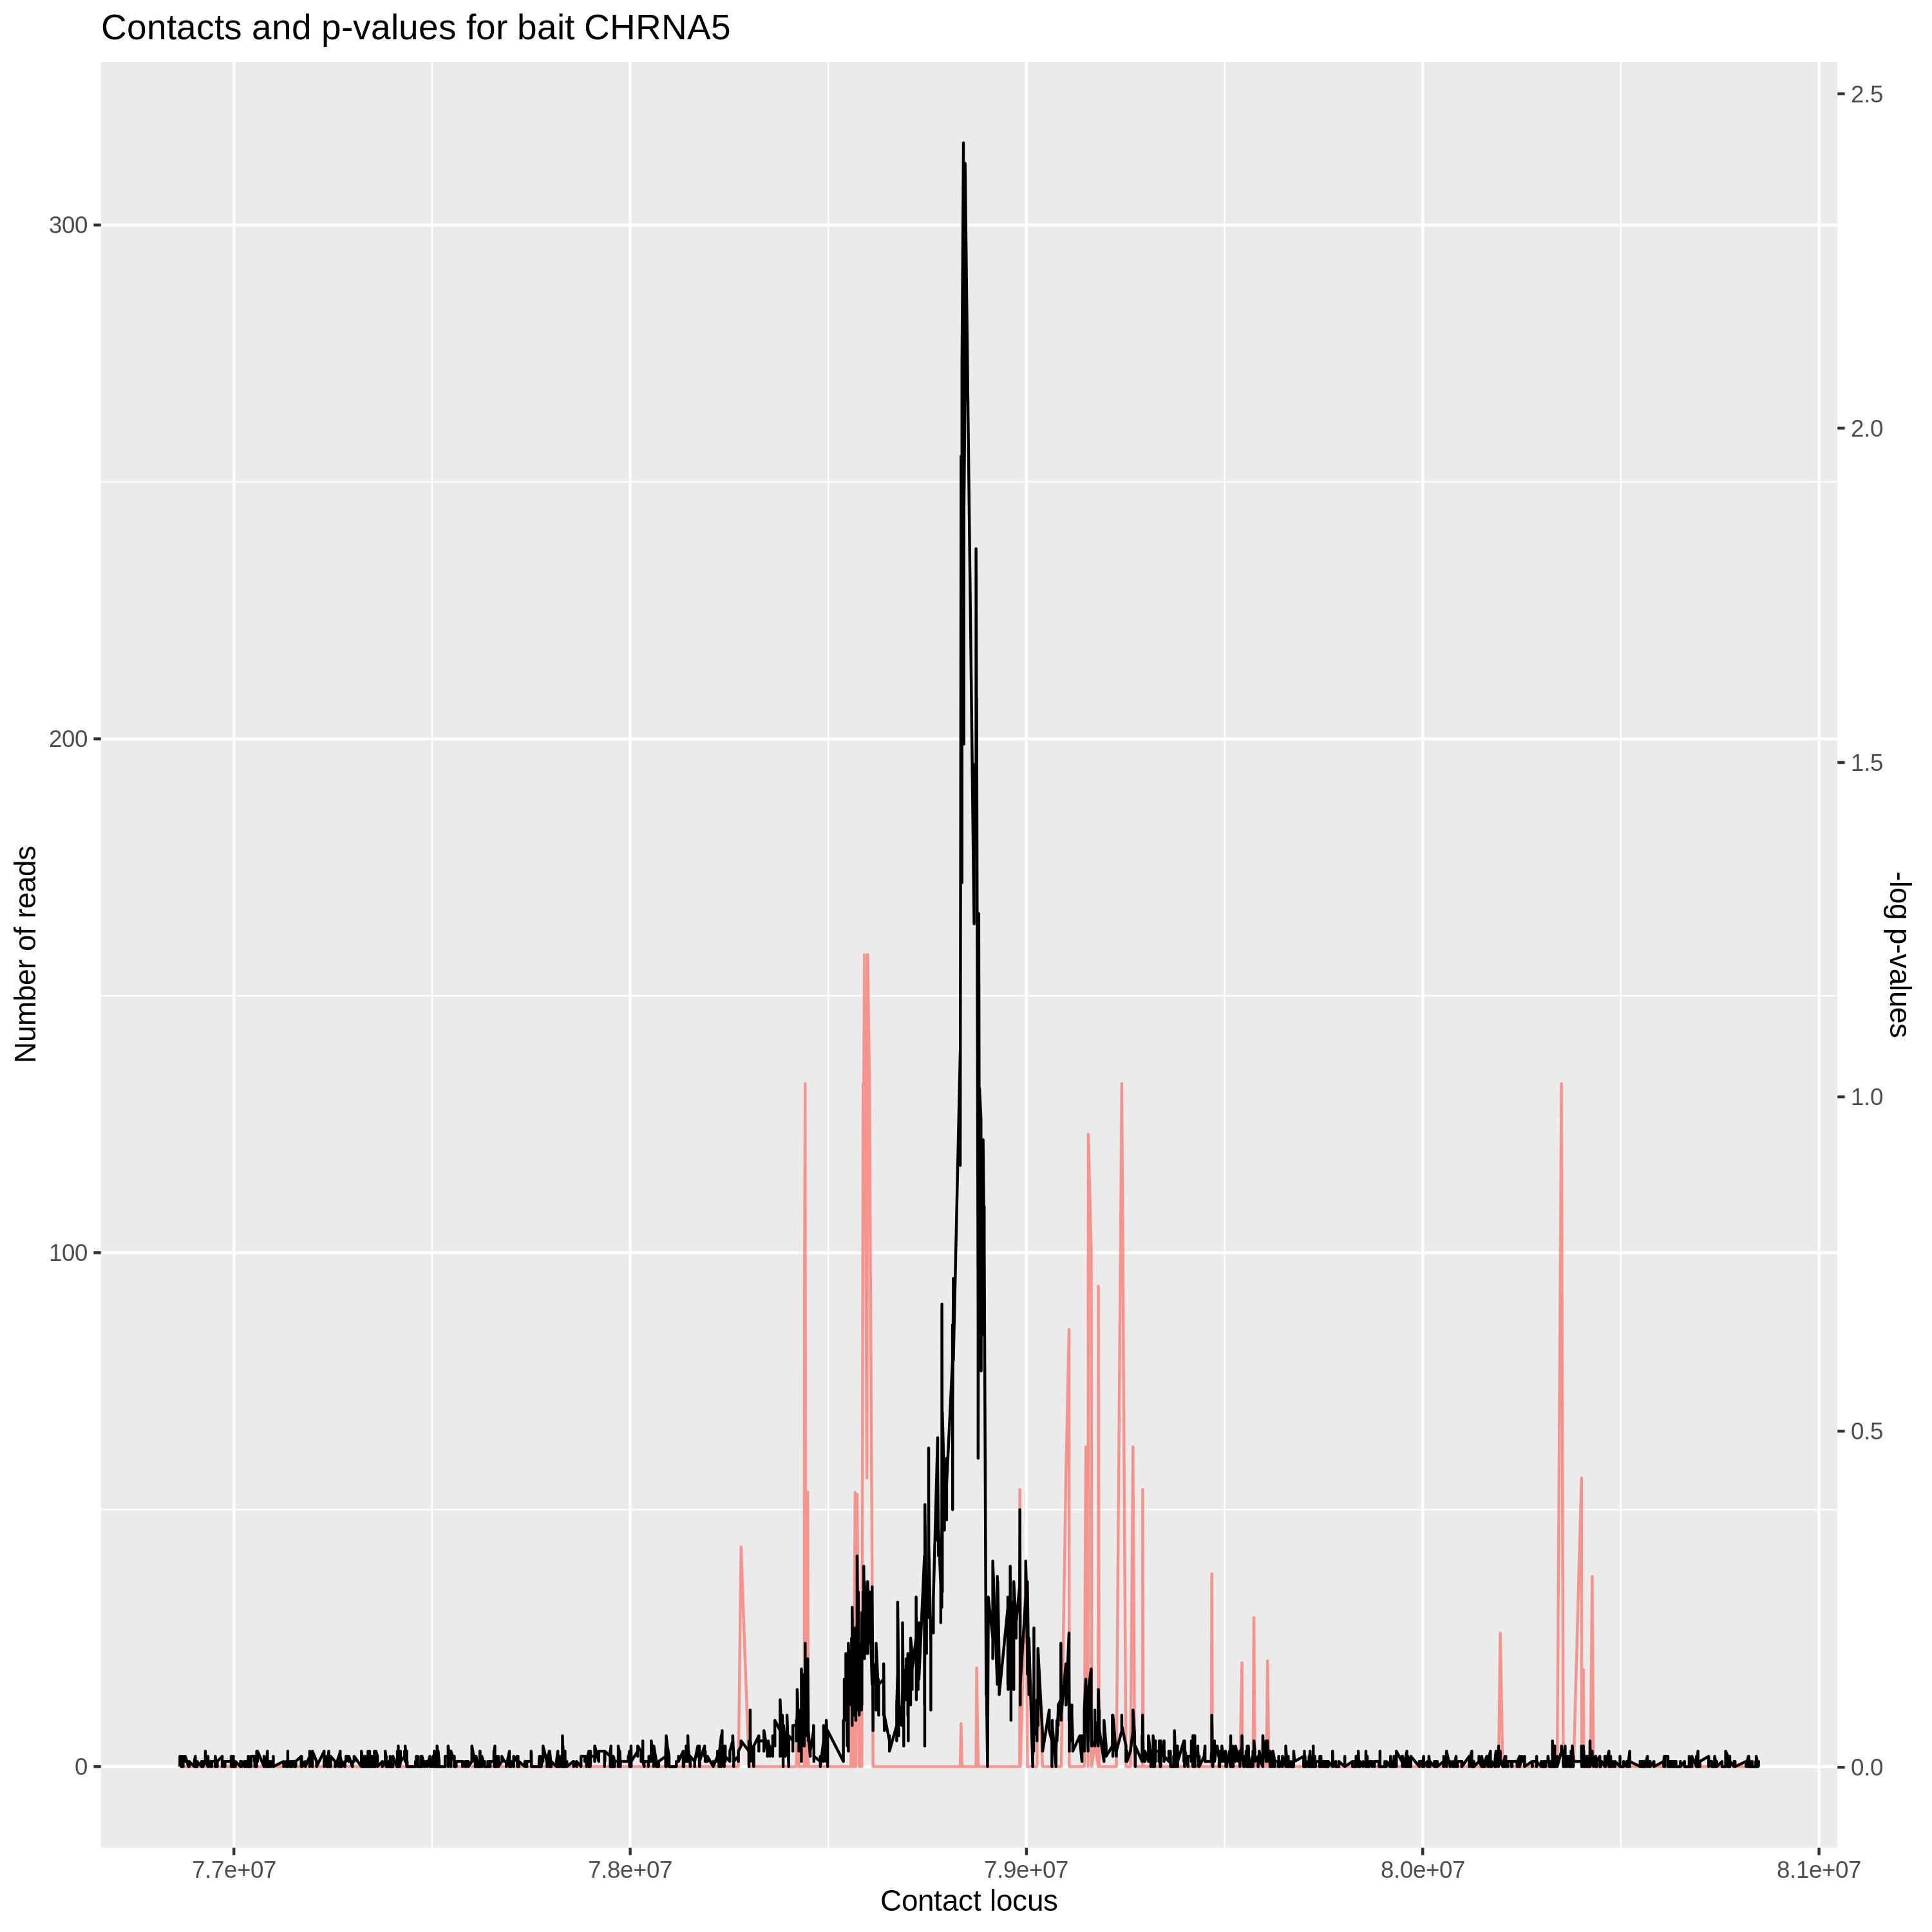 Contacts and p-values for bait CHRNA5
300
200
100
0
Number of reads
2.5
2.0
1.5
1.0
0.5
0.0
-log p-values
7.7e+07
7.8e+07
7.9e+07
8.0e+07
8.1e+07
Contact locus